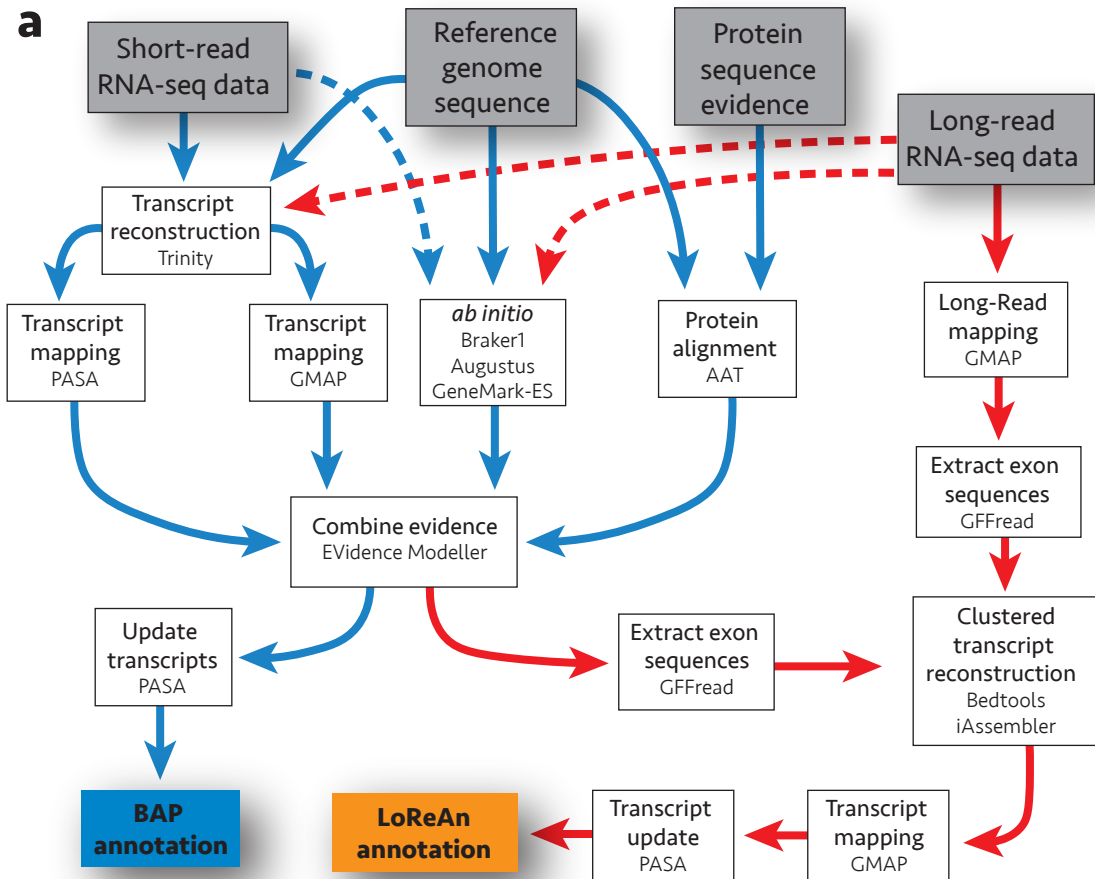 a
Short-read
RNA-seq data
Reference
genome
sequence
Protein
sequence
evidence
Long-read
RNA-seq data
Transcript
reconstruction
Trinity
Transcript
mapping
PASA
Transcript
mapping
GMAP
ab initio
Braker1
Augustus
GeneMark-ES
Protein
alignment
AAT
Long-Read
mapping
GMAP
Extract exon
sequences
GFFread
Combine evidence
EVidence Modeller
Update
transcripts
PASA
Extract exon
sequences
GFFread
Clustered
transcript
reconstruction
Bedtools
iAssembler
BAP
annotation
LoReAn
annotation
Transcript
update
PASA
Transcript
mapping
GMAP